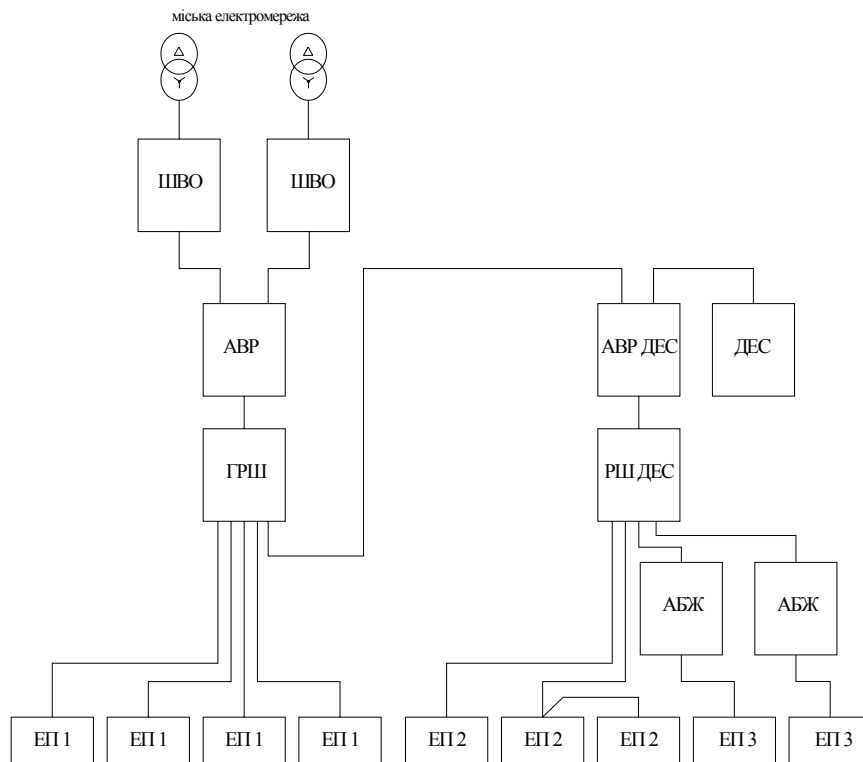 міська електромережа
ШВО
ШВО
АВР
АВР ДЕС
ДЕС
ГРШ
РШ ДЕС
АБЖ
АБЖ
ЕП 1
ЕП 1
ЕП 1
ЕП 1
ЕП 2
ЕП 2
ЕП 2
ЕП 3
ЕП 3